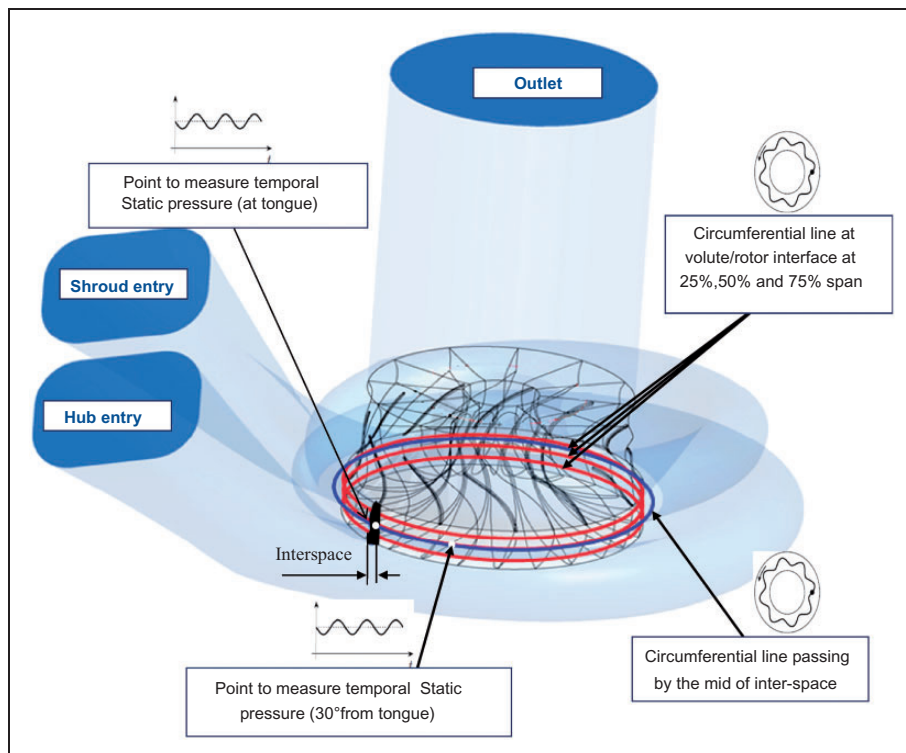 Outlet
Point to measure temporal
Static pressure (at tongue)
t
Circumferential line at
volute/rotor interface at
25%,50% and 75% span
Shroud entry
Hub entry
Interspace
t
Point to measure temporal Static
pressure (30°from tongue)
Circumferential line passing
by the mid of inter-space